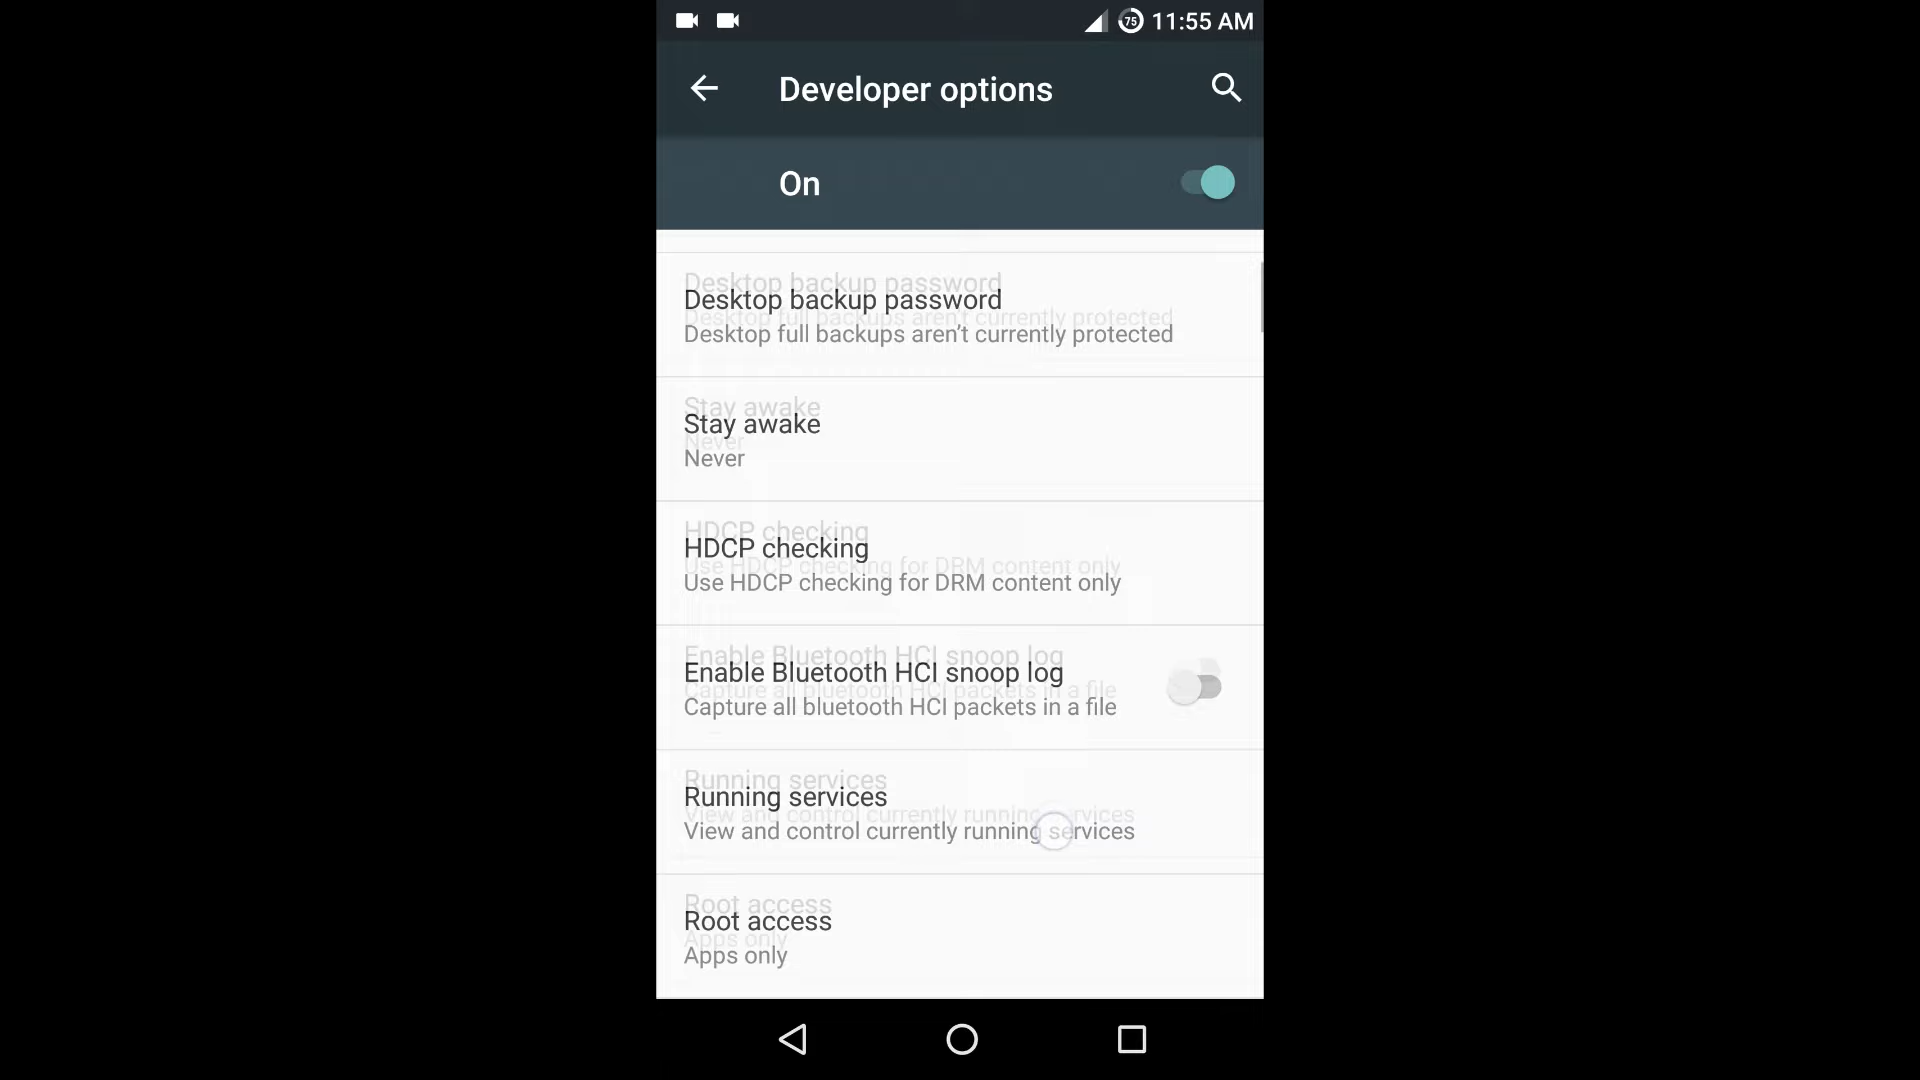 75 11:55 AM
Developer options
On
Desktop backup password
Desktop full backups aren’t currently protected
Stay awake
Never
HDCP checking
Use HDCP checking for DRM content only
Enable Bluetooth HCI snoop log
Capture all bluetooth HCI packets in a file
Running services
View and control currently running services
Root access
Apps only